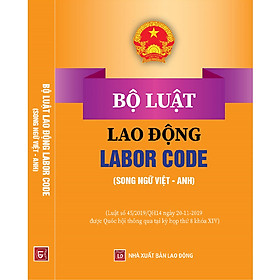 BỘ LUẬT LAO ĐỘNG LABOR CODE
(SONG NGỮ VIỆT - ANH)
BỘ LUẬT
LAO ĐỘNG
LABOR CODE
(SONG NGỮ VIỆT - ANH)
(Luật số 45/2019/QH14 ngày 20-11-2019
được Quốc hội thông qua tại kỳ họp thứ 8 khóa XIV)
NHÀ XUẤT BẢN LAO ĐỘNG